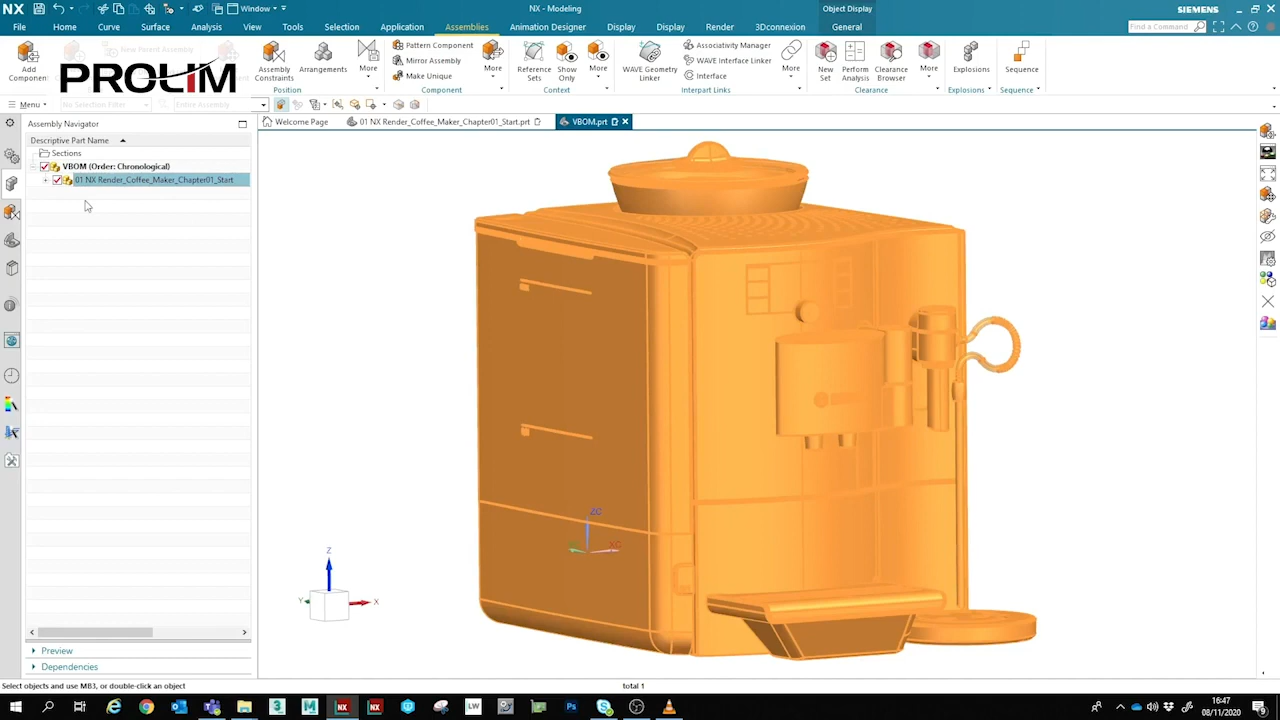 NX
Window
NX - Modeling
Object Display
SIEMENS
File Home Curve Surface Analysis View Tools Selection Application Assemblies Animation Designer Display Display Render 3Dconnexion General
Find a Command
Add Component
New Parent Assembly
PROLIM
Assembly Constraints
Arrangements
More
Position
Pattern Component
Mirror Assembly
Make Unique
More
Component
Reference Sets
Show Only
More
Context
WAVE Geometry Linker
Associativity Manager
WAVE Interface Linker
Interface
More
Interpart Links
New Set
Perform Analysis
Clearance Browser
More
Clearance
Explosions
Explosions
Sequence
Sequence
Menu
No Selection Filter
Entire Assembly
Assembly Navigator
Welcome Page
01 NX Render_Coffee_Maker_Chapter01_Start.prt
VBOM.prt
Descriptive Part Name
Sections
VBOM (Order: Chronological)
01 NX Render_Coffee_Maker_Chapter01_Start
ZC
XC
Z
Y
X
Preview
Dependencies
Select objects and use MB3, or double-click an object
total 1
16:47
08/11/2020